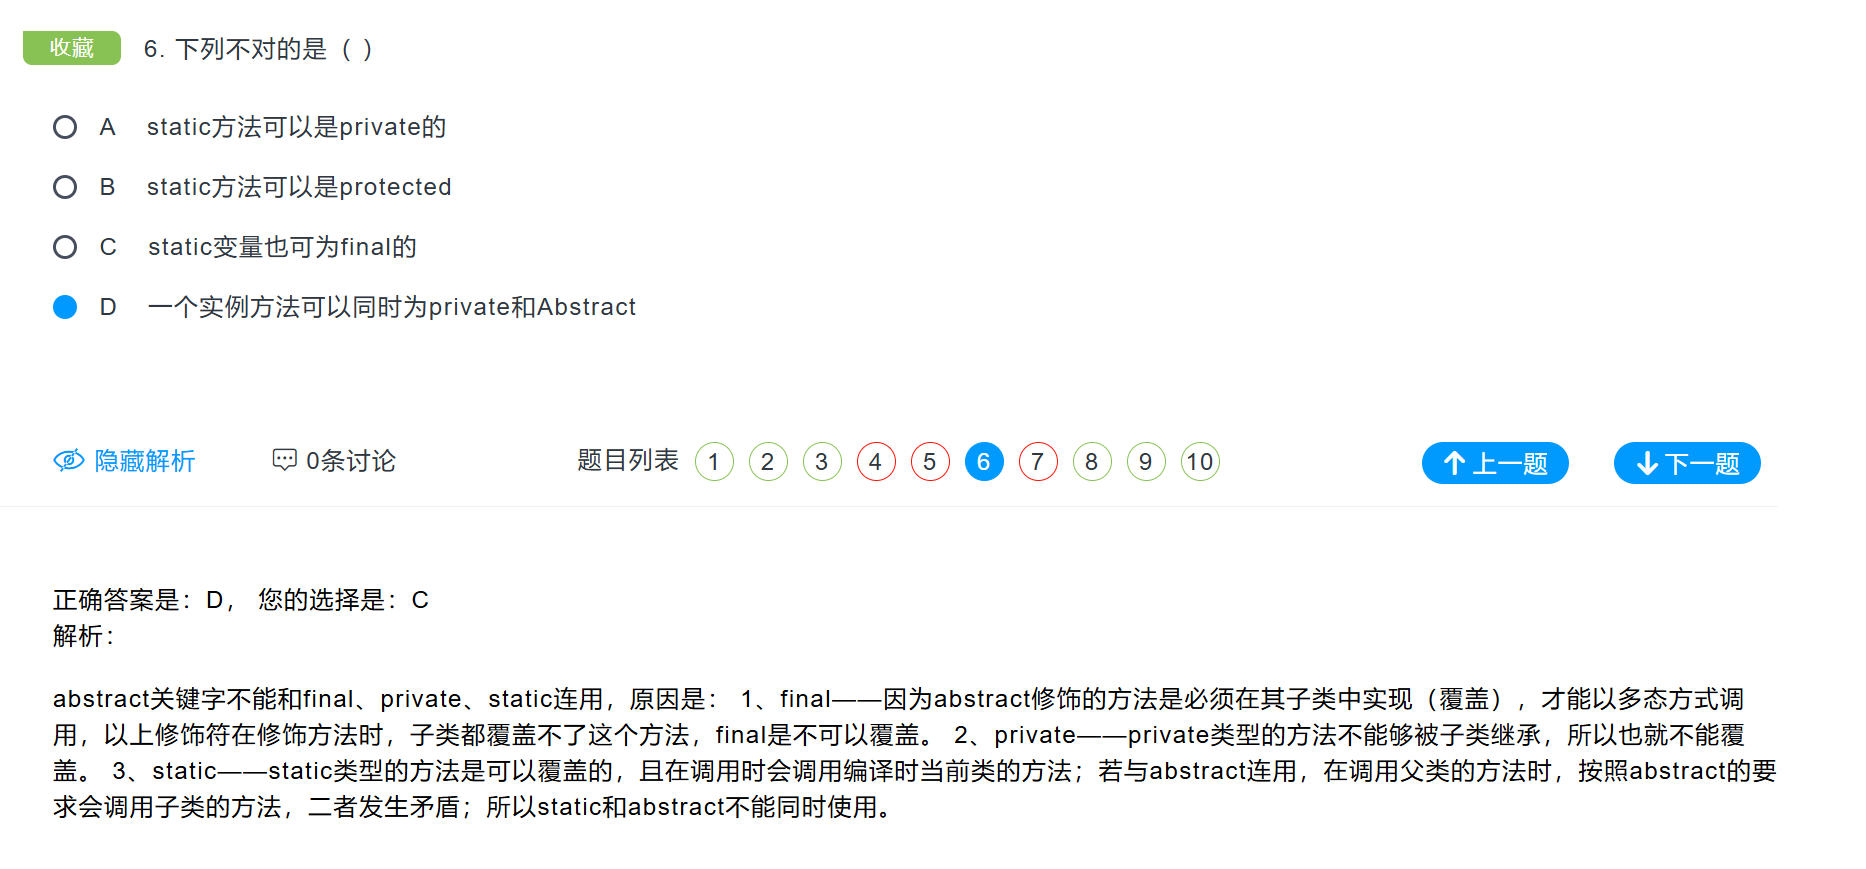 收藏 6. 下列不对的是（ ）
A static方法可以是private的
B static方法可以是protected
C static变量也可为final的
D 一个实例方法可以同时为private和Abstract
隐藏解析 0条讨论 题目列表 1 2 3 4 5 6 7 8 9 10 上一题 下一题
正确答案是：D， 您的选择是：C
解析：
abstract关键字不能和final、private、static连用，原因是： 1、final——因为abstract修饰的方法是必须在其子类中实现（覆盖），才能以多态方式调
用，以上修饰符在修饰方法时，子类都覆盖不了这个方法，final是不可以覆盖。 2、private——private类型的方法不能够被子类继承，所以也就不能覆
盖。 3、static——static类型的方法是可以覆盖的，且在调用时会调用编译时当前类的方法；若与abstract连用，在调用父类的方法时，按照abstract的要
求会调用子类的方法，二者发生矛盾；所以static和abstract不能同时使用。